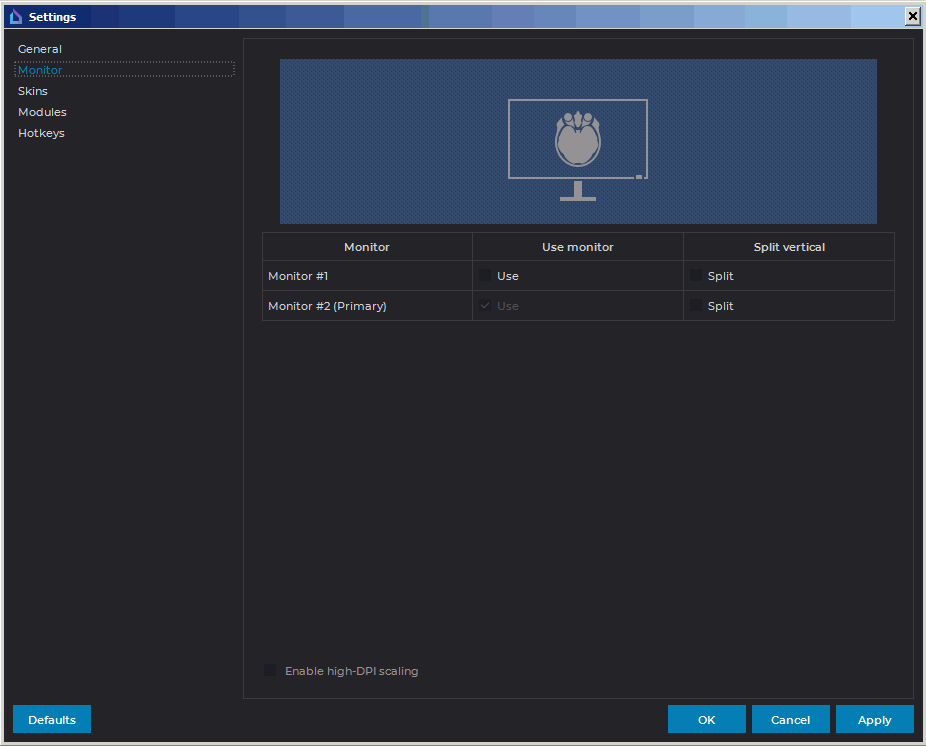 Settings
General
Monitor
Skins
Modules
Hotkeys
Monitor Use monitor Split vertical
Monitor #1 Use Split
Monitor #2 (Primary) Use Split
Enable high-DPI scaling
Defaults OK Cancel Apply